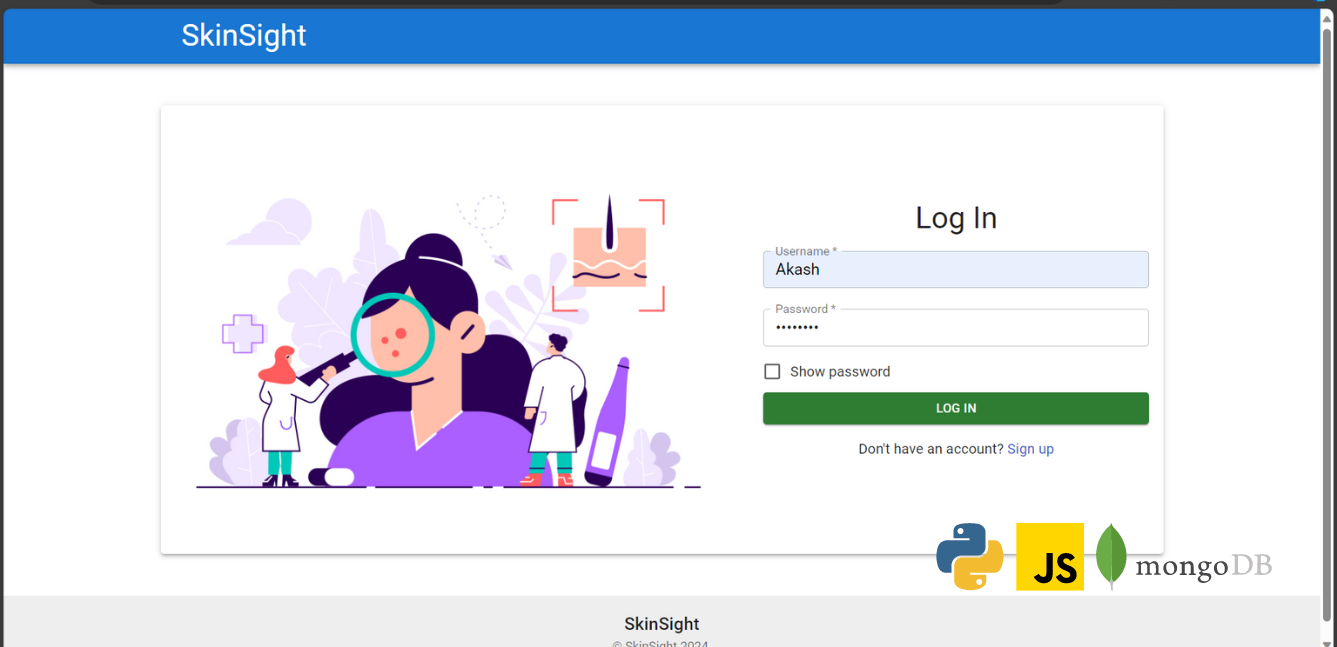 SkinSight
Log In
Username *
Akash
Password *
••••••••
Show password
LOG IN
Don't have an account? Sign up
JS
mongoDB
SkinSight
© SkinSight 2024